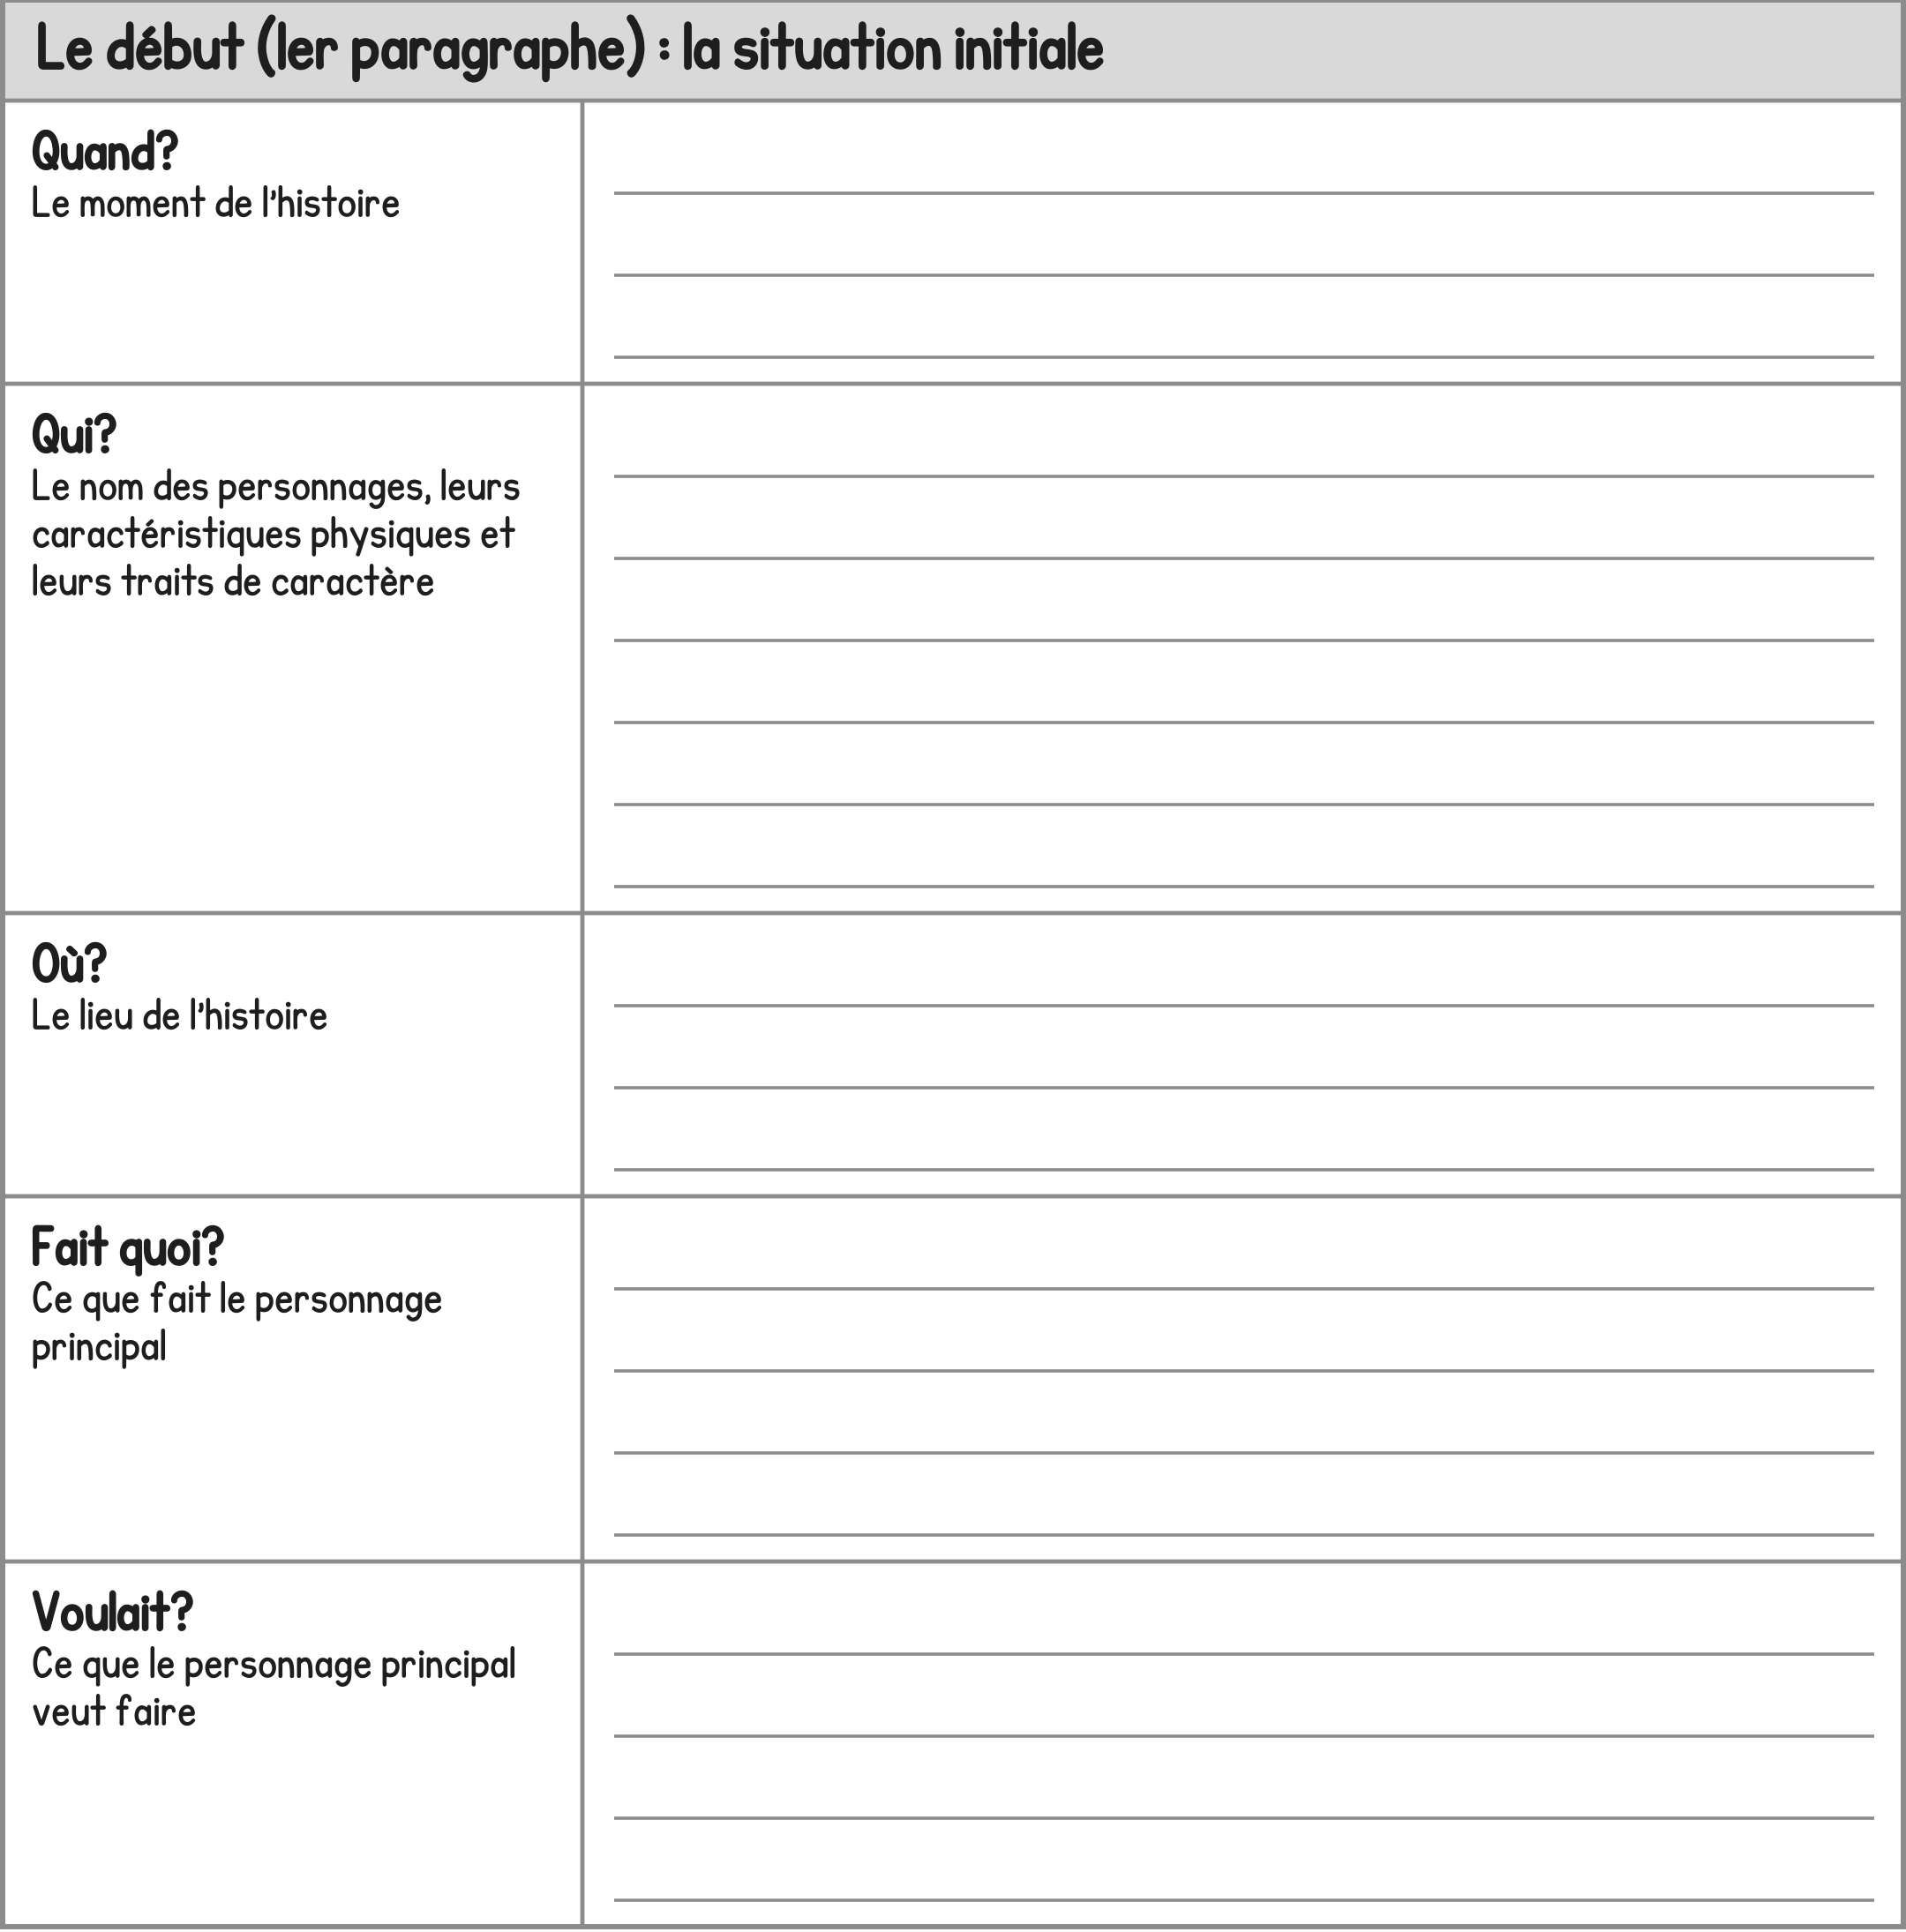 Le début (1er paragraphe) : la situation initiale
Quand?
Le moment de l'histoire
Qui?
Le nom des personnages, leurs
caractéristiques physiques et
leurs traits de caractère
Où?
Le lieu de l'histoire
Fait quoi?
Ce que fait le personnage
principal
Voulait?
Ce que le personnage principal
veut faire